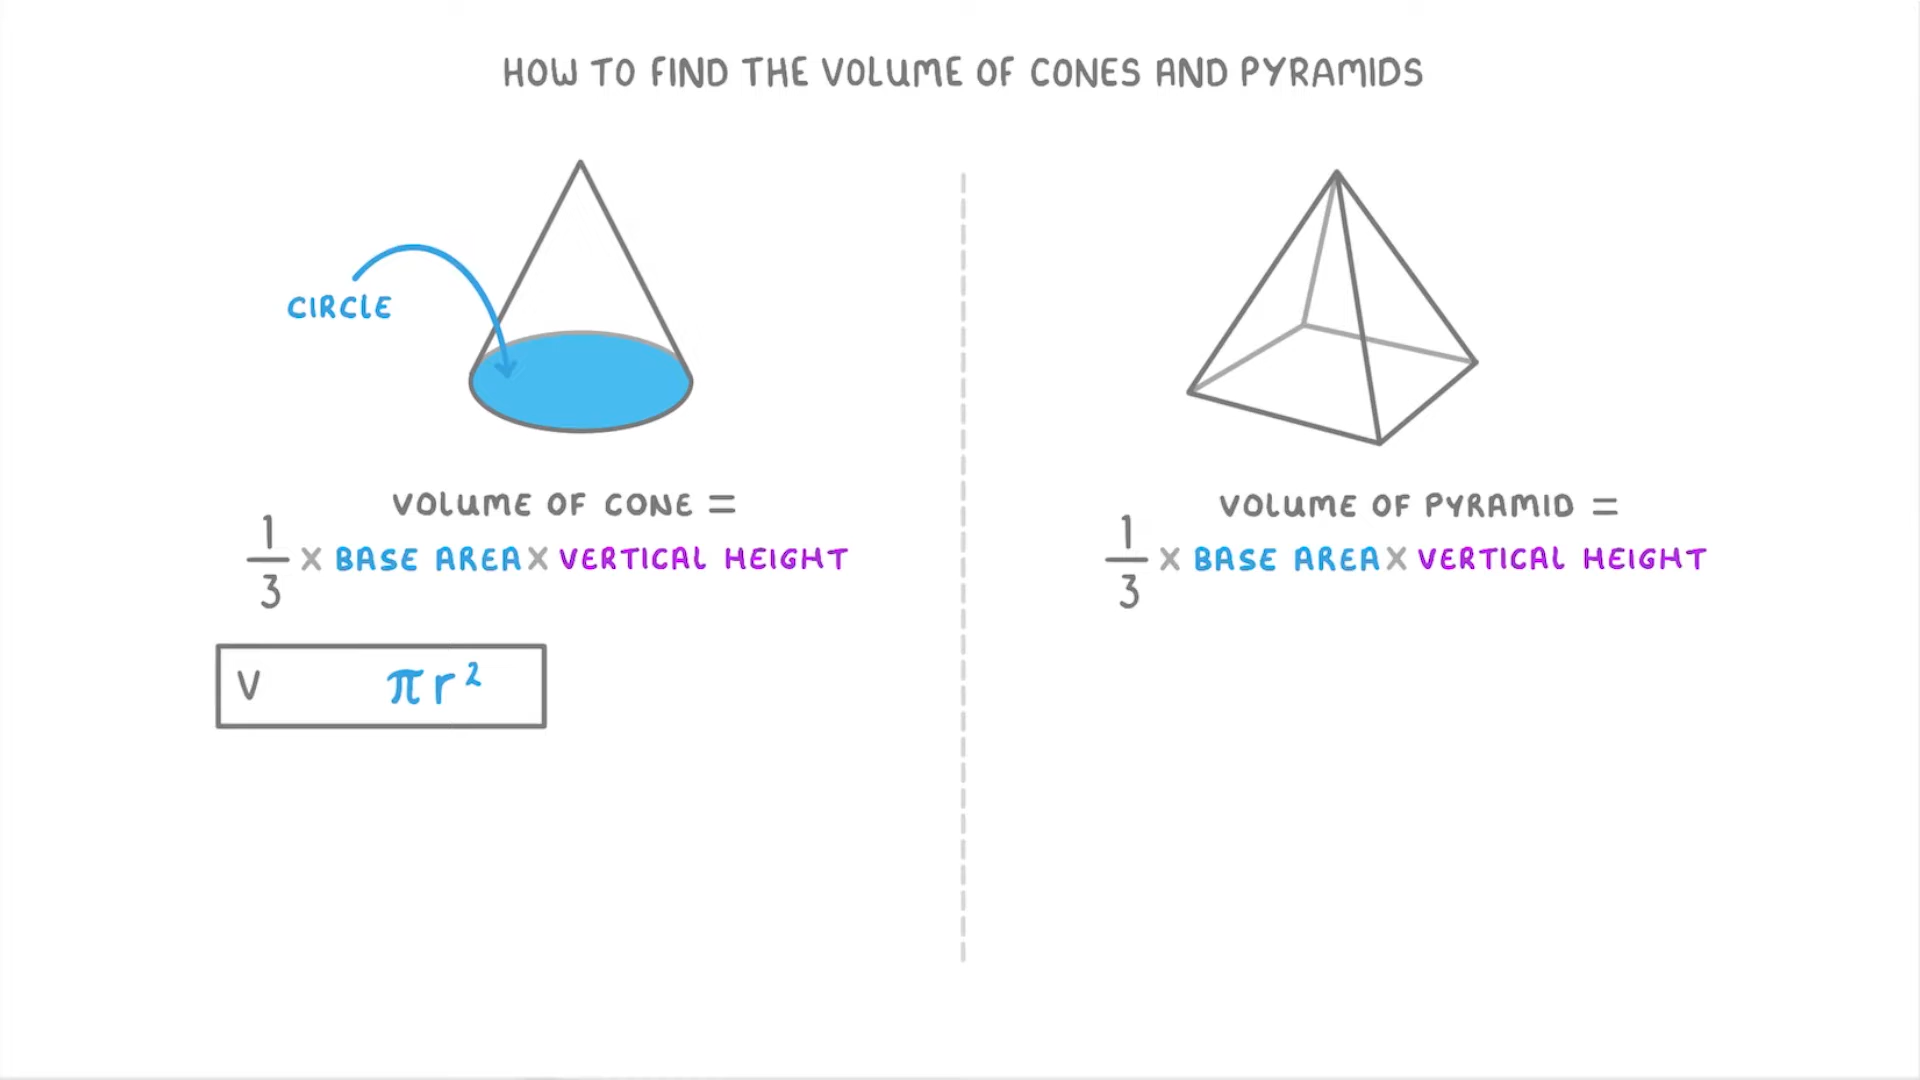 HOW TO FIND THE VOLUME OF CONES AND PYRAMIDS
CIRCLE
VOLUME OF CONE =
1/3 × BASE AREA × VERTICAL HEIGHT
V πr²
VOLUME OF PYRAMID =
1/3 × BASE AREA × VERTICAL HEIGHT